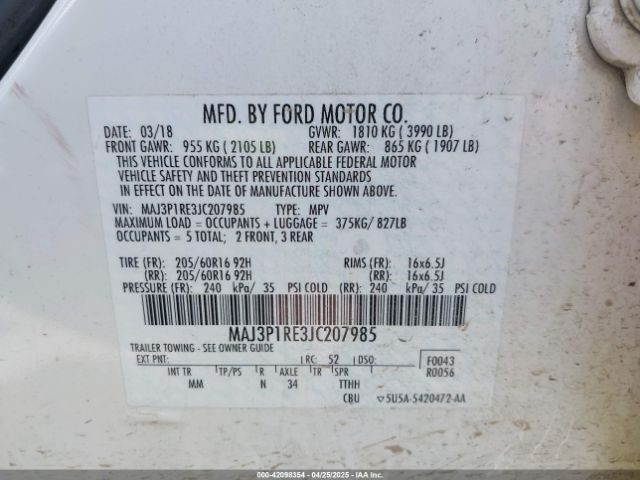 MFD. BY FORD MOTOR CO.
DATE: 03/18 GVWR: 1810 KG ( 3990 LB)
FRONT GAWR: 955 KG ( 2105 LB) REAR GAWR: 865 KG ( 1907 LB)
THIS VEHICLE CONFORMS TO ALL APPLICABLE FEDERAL MOTOR
VEHICLE SAFETY AND THEFT PREVENTION STANDARDS
IN EFFECT ON THE DATE OF MANUFACTURE SHOWN ABOVE.
VIN: MAJ3P1RE3JC207985 TYPE: MPV
MAXIMUM LOAD = OCCUPANTS + LUGGAGE = 375KG/ 827LB
OCCUPANTS = 5 TOTAL; 2 FRONT, 3 REAR
TIRE (FR): 205/60R16 92H RIMS (FR): 16x6.5J
(RR): 205/60R16 92H (RR): 16x6.5J
PRESSURE (FR): 240 kPa/ 35 PSI COLD (RR): 240 kPa/ 35 PSI COLD
MAJ3P1RE3JC207985
TRAILER TOWING - SEE OWNER GUIDE
EXT PNT: RC: 52 DSO: F0043
INT TR TP/PS R AXLE TR SPR R0056
MM N 34 TTHH
CBU ▽5U5A-5420472-AA
000-42098354 / 04/25/2025 - IAA Inc.